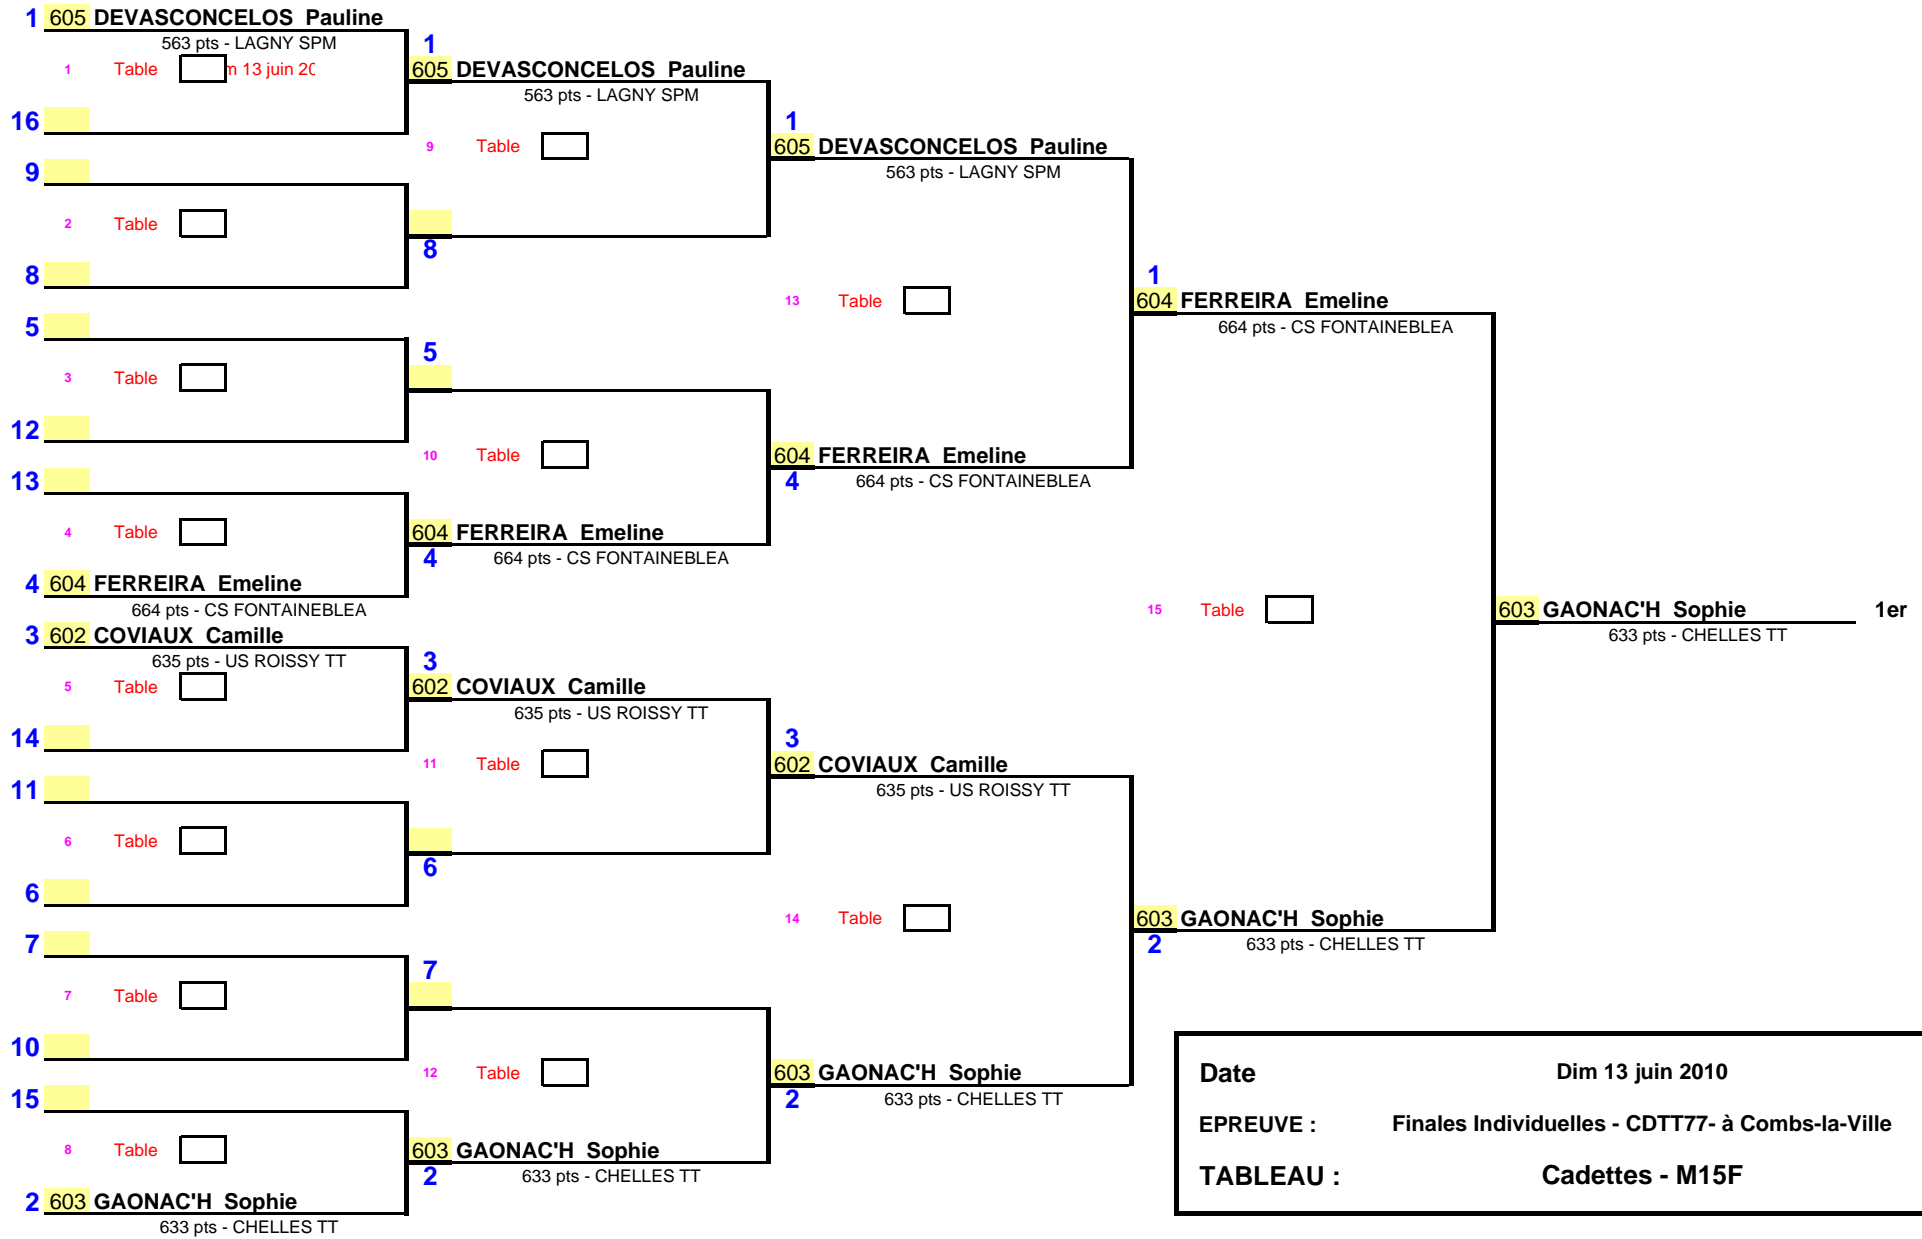 1 605 DEVASCONCELOS Pauline
563 pts - LAGNY SPM
1 Table m 13 juin 20
16
9
2 Table
8
5
3 Table
12
13
4 Table
4 604 FERREIRA Emeline
664 pts - CS FONTAINEBLEA
3 602 COVIAUX Camille
635 pts - US ROISSY TT
5 Table
14
11
6 Table
6
7
7 Table
10
15
8 Table
2 603 GAONAC'H Sophie
633 pts - CHELLES TT
1
605 DEVASCONCELOS Pauline
563 pts - LAGNY SPM
9 Table
8
5
10 Table
604 FERREIRA Emeline
4
664 pts - CS FONTAINEBLEA
3
602 COVIAUX Camille
635 pts - US ROISSY TT
11 Table
6
7
12 Table
603 GAONAC'H Sophie
2
633 pts - CHELLES TT
1
605 DEVASCONCELOS Pauline
563 pts - LAGNY SPM
13 Table
604 FERREIRA Emeline
4
664 pts - CS FONTAINEBLEA
3
602 COVIAUX Camille
635 pts - US ROISSY TT
14 Table
603 GAONAC'H Sophie
2
633 pts - CHELLES TT
1
604 FERREIRA Emeline
664 pts - CS FONTAINEBLEA
15 Table
603 GAONAC'H Sophie
2
633 pts - CHELLES TT
603 GAONAC'H Sophie 1er
633 pts - CHELLES TT
Date Dim 13 juin 2010
EPREUVE : Finales Individuelles - CDTT77- à Combs-la-Ville
TABLEAU : Cadettes - M15F